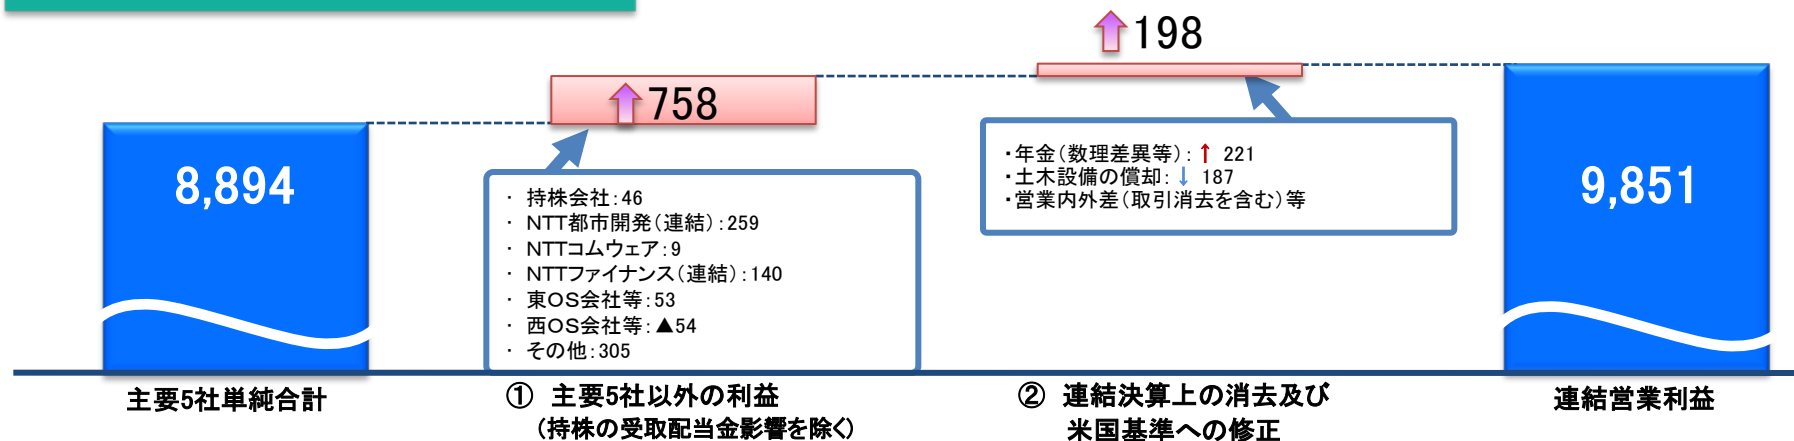 198
758
8,894
・ 持株会社:46
・ NTT都市開発(連結):259
・ NTTコムウェア:9
・ NTTファイナンス(連結):140
・ 東OS会社等:53
・ 西OS会社等:▲54
・ その他:305
・年金(数理差異等):↑ 221
・土木設備の償却:↓ 187
・営業内外差(取引消去を含む)等
9,851
主要5社単純合計
① 主要5社以外の利益
(持株の受取配当金影響を除く)
② 連結決算上の消去及び
米国基準への修正
連結営業利益